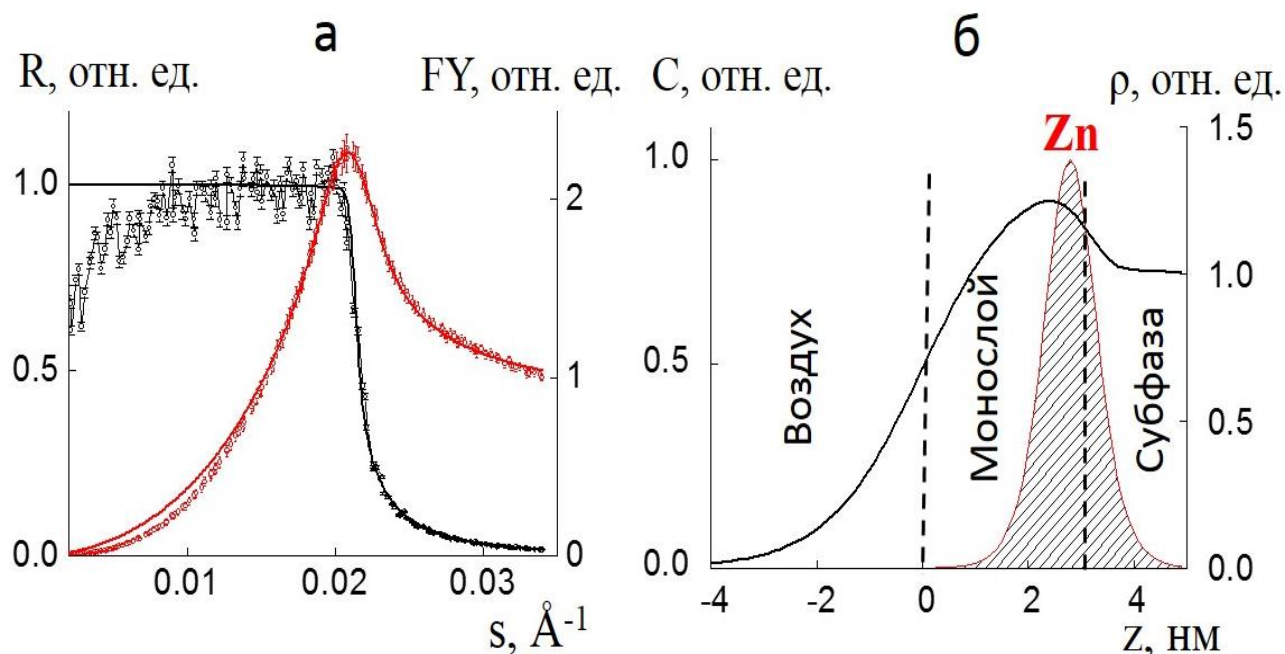 а
б
R, отн. ед.
FY, отн. ед.
C, отн. ед.
ρ, отн. ед.
1.0
0.5
0.0
2
1
0
0.01
0.02
0.03
s, Å-1
Zn
1.0
0.5
0.0
1.5
1.0
0.5
0.0
Воздух
Монослой
Субфаза
-4
-2
0
2
4
z, нм